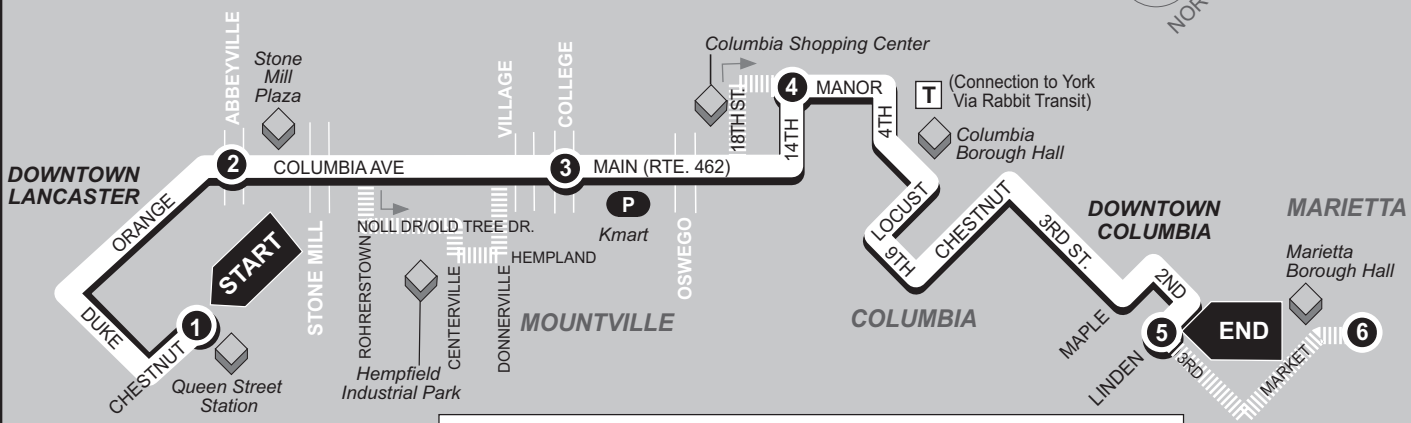 NOR
ABBEYVILLE
Stone
Mill
Plaza
VILLAGE
COLLEGE
Columbia Shopping Center
18TH ST.
4
MANOR
14TH
4TH
T
(Connection to York
Via Rabbit Transit)
Columbia
Borough Hall
DOWNTOWN
LANCASTER
2
COLUMBIA AVE
3
MAIN (RTE. 462)
P
Kmart
ORANGE
START
DUKE
CHESTNUT
1
Queen Street
Station
STONE MILL
ROHRERSTOWN
NOLL DR/OLD TREE DR.
HEMPLAND
CENTERVILLE
DONNERVILLE
Hempfield
Industrial Park
MOUNTVILLE
OSWEGO
LOCUST
9TH
CHESTNUT
3RD ST.
COLUMBIA
DOWNTOWN
COLUMBIA
MAPLE
2ND
LINDEN
5
END
3RD
MARKET
MARIETTA
Marietta
Borough Hall
6